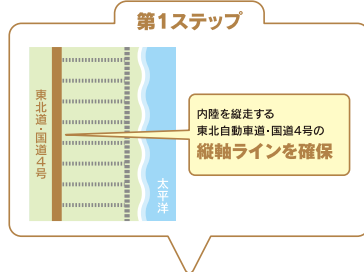 第1ステップ
東北道・国道4号
太平洋
内陸を縦走する
東北自動車道・国道4号の
縦軸ラインを確保